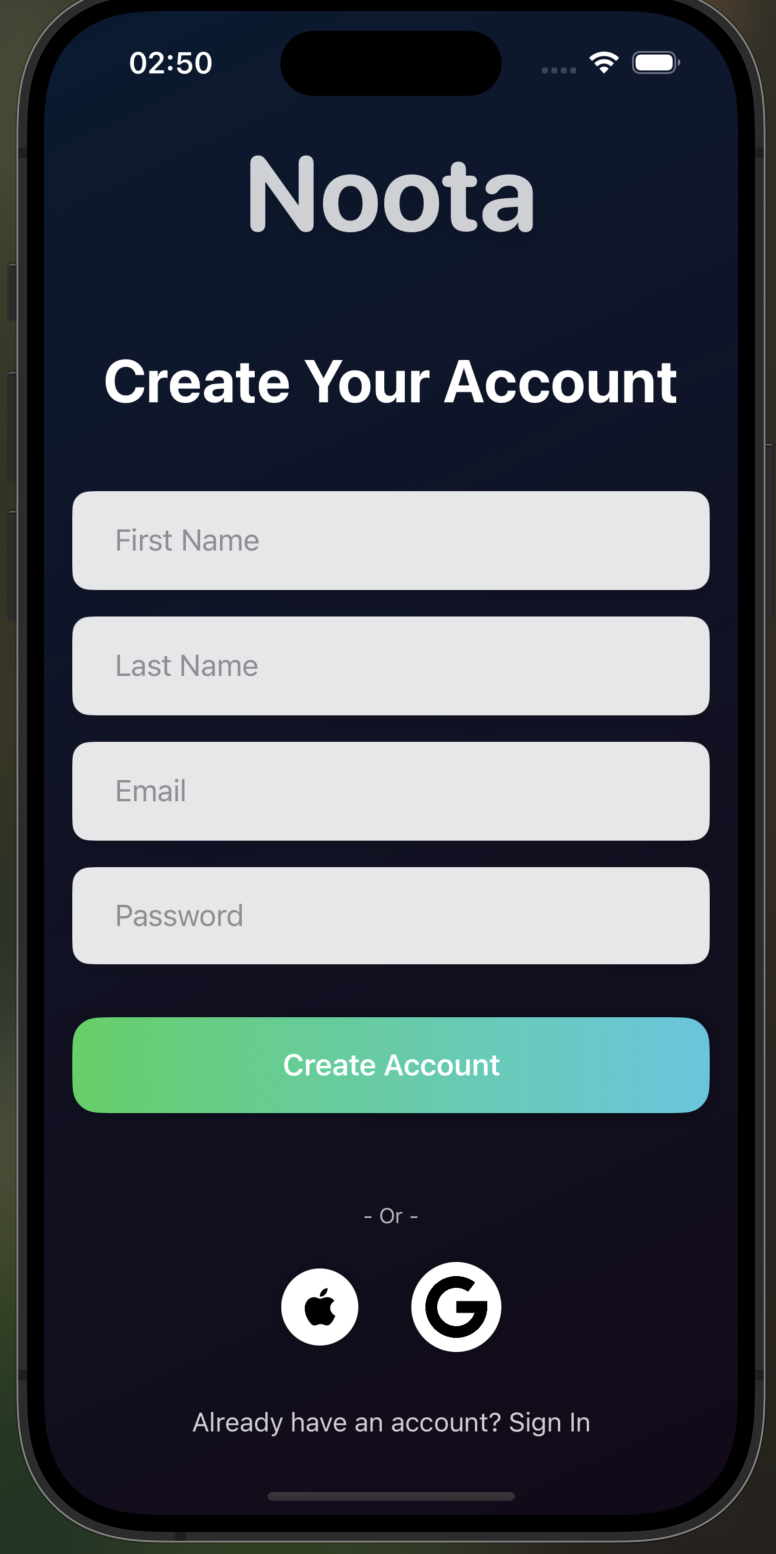 02:50
Noota
Create Your Account
First Name
Last Name
Email
Password
Create Account
- Or -
G
Already have an account? Sign In